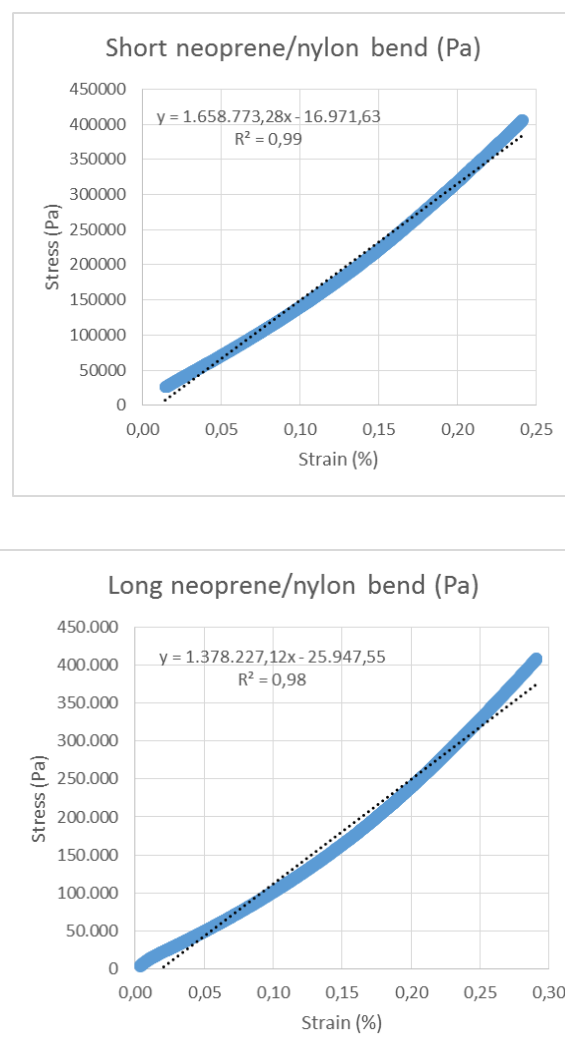 Short neoprene/nylon bend (Pa)
450000
y = 1.658.773,28x - 16.971,63
R² = 0,99
400000
350000
300000
250000
200000
150000
100000
50000
0
Stress (Pa)
0,00 0,05 0,10 0,15 0,20 0,25
Strain (%)
Long neoprene/nylon bend (Pa)
450.000
y = 1.378.227,12x - 25.947,55
R² = 0,98
400.000
350.000
300.000
250.000
200.000
150.000
100.000
50.000
0
Stress (Pa)
0,00 0,05 0,10 0,15 0,20 0,25 0,30
Strain (%)